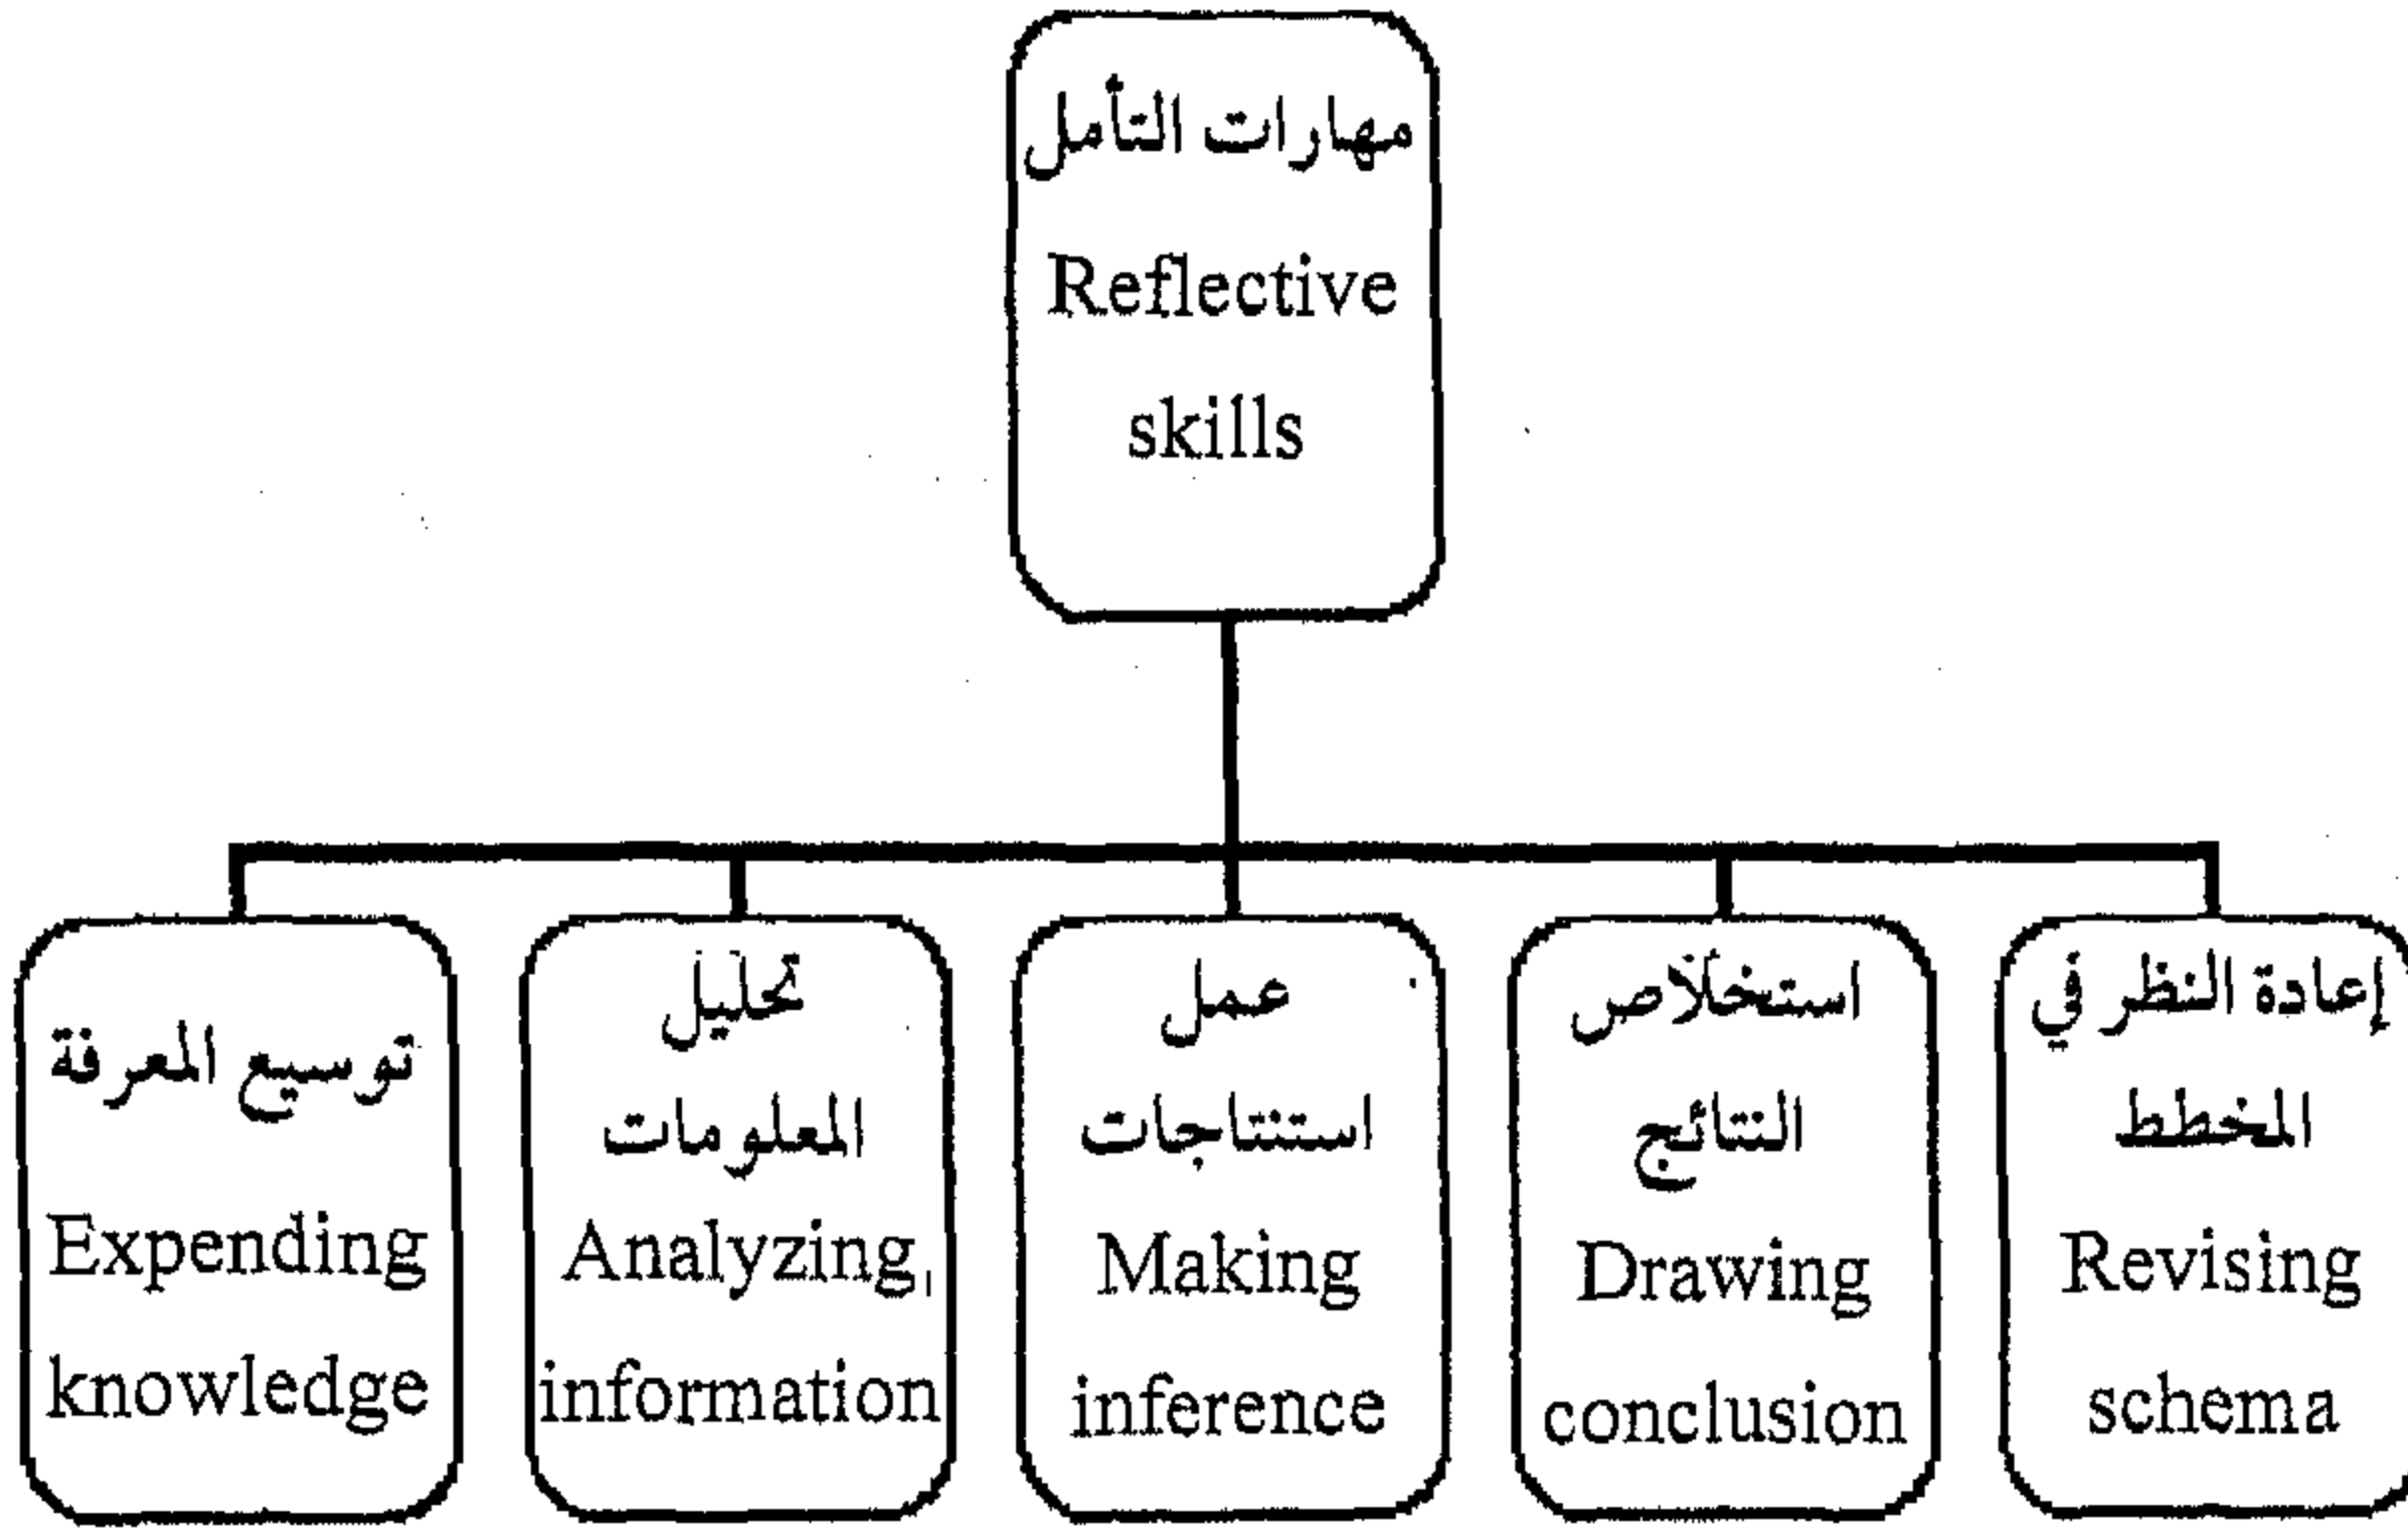 مهارات التأمل
Reflective
skills
توسيع المعرفة
Expending
knowledge
تحليل
المعلومات
Analyzing
information
عمل
استنتاجات
Making
inference
استخلاص
النتائج
Drawing
conclusion
إعادة النظر في
المخطط
Revising
schema